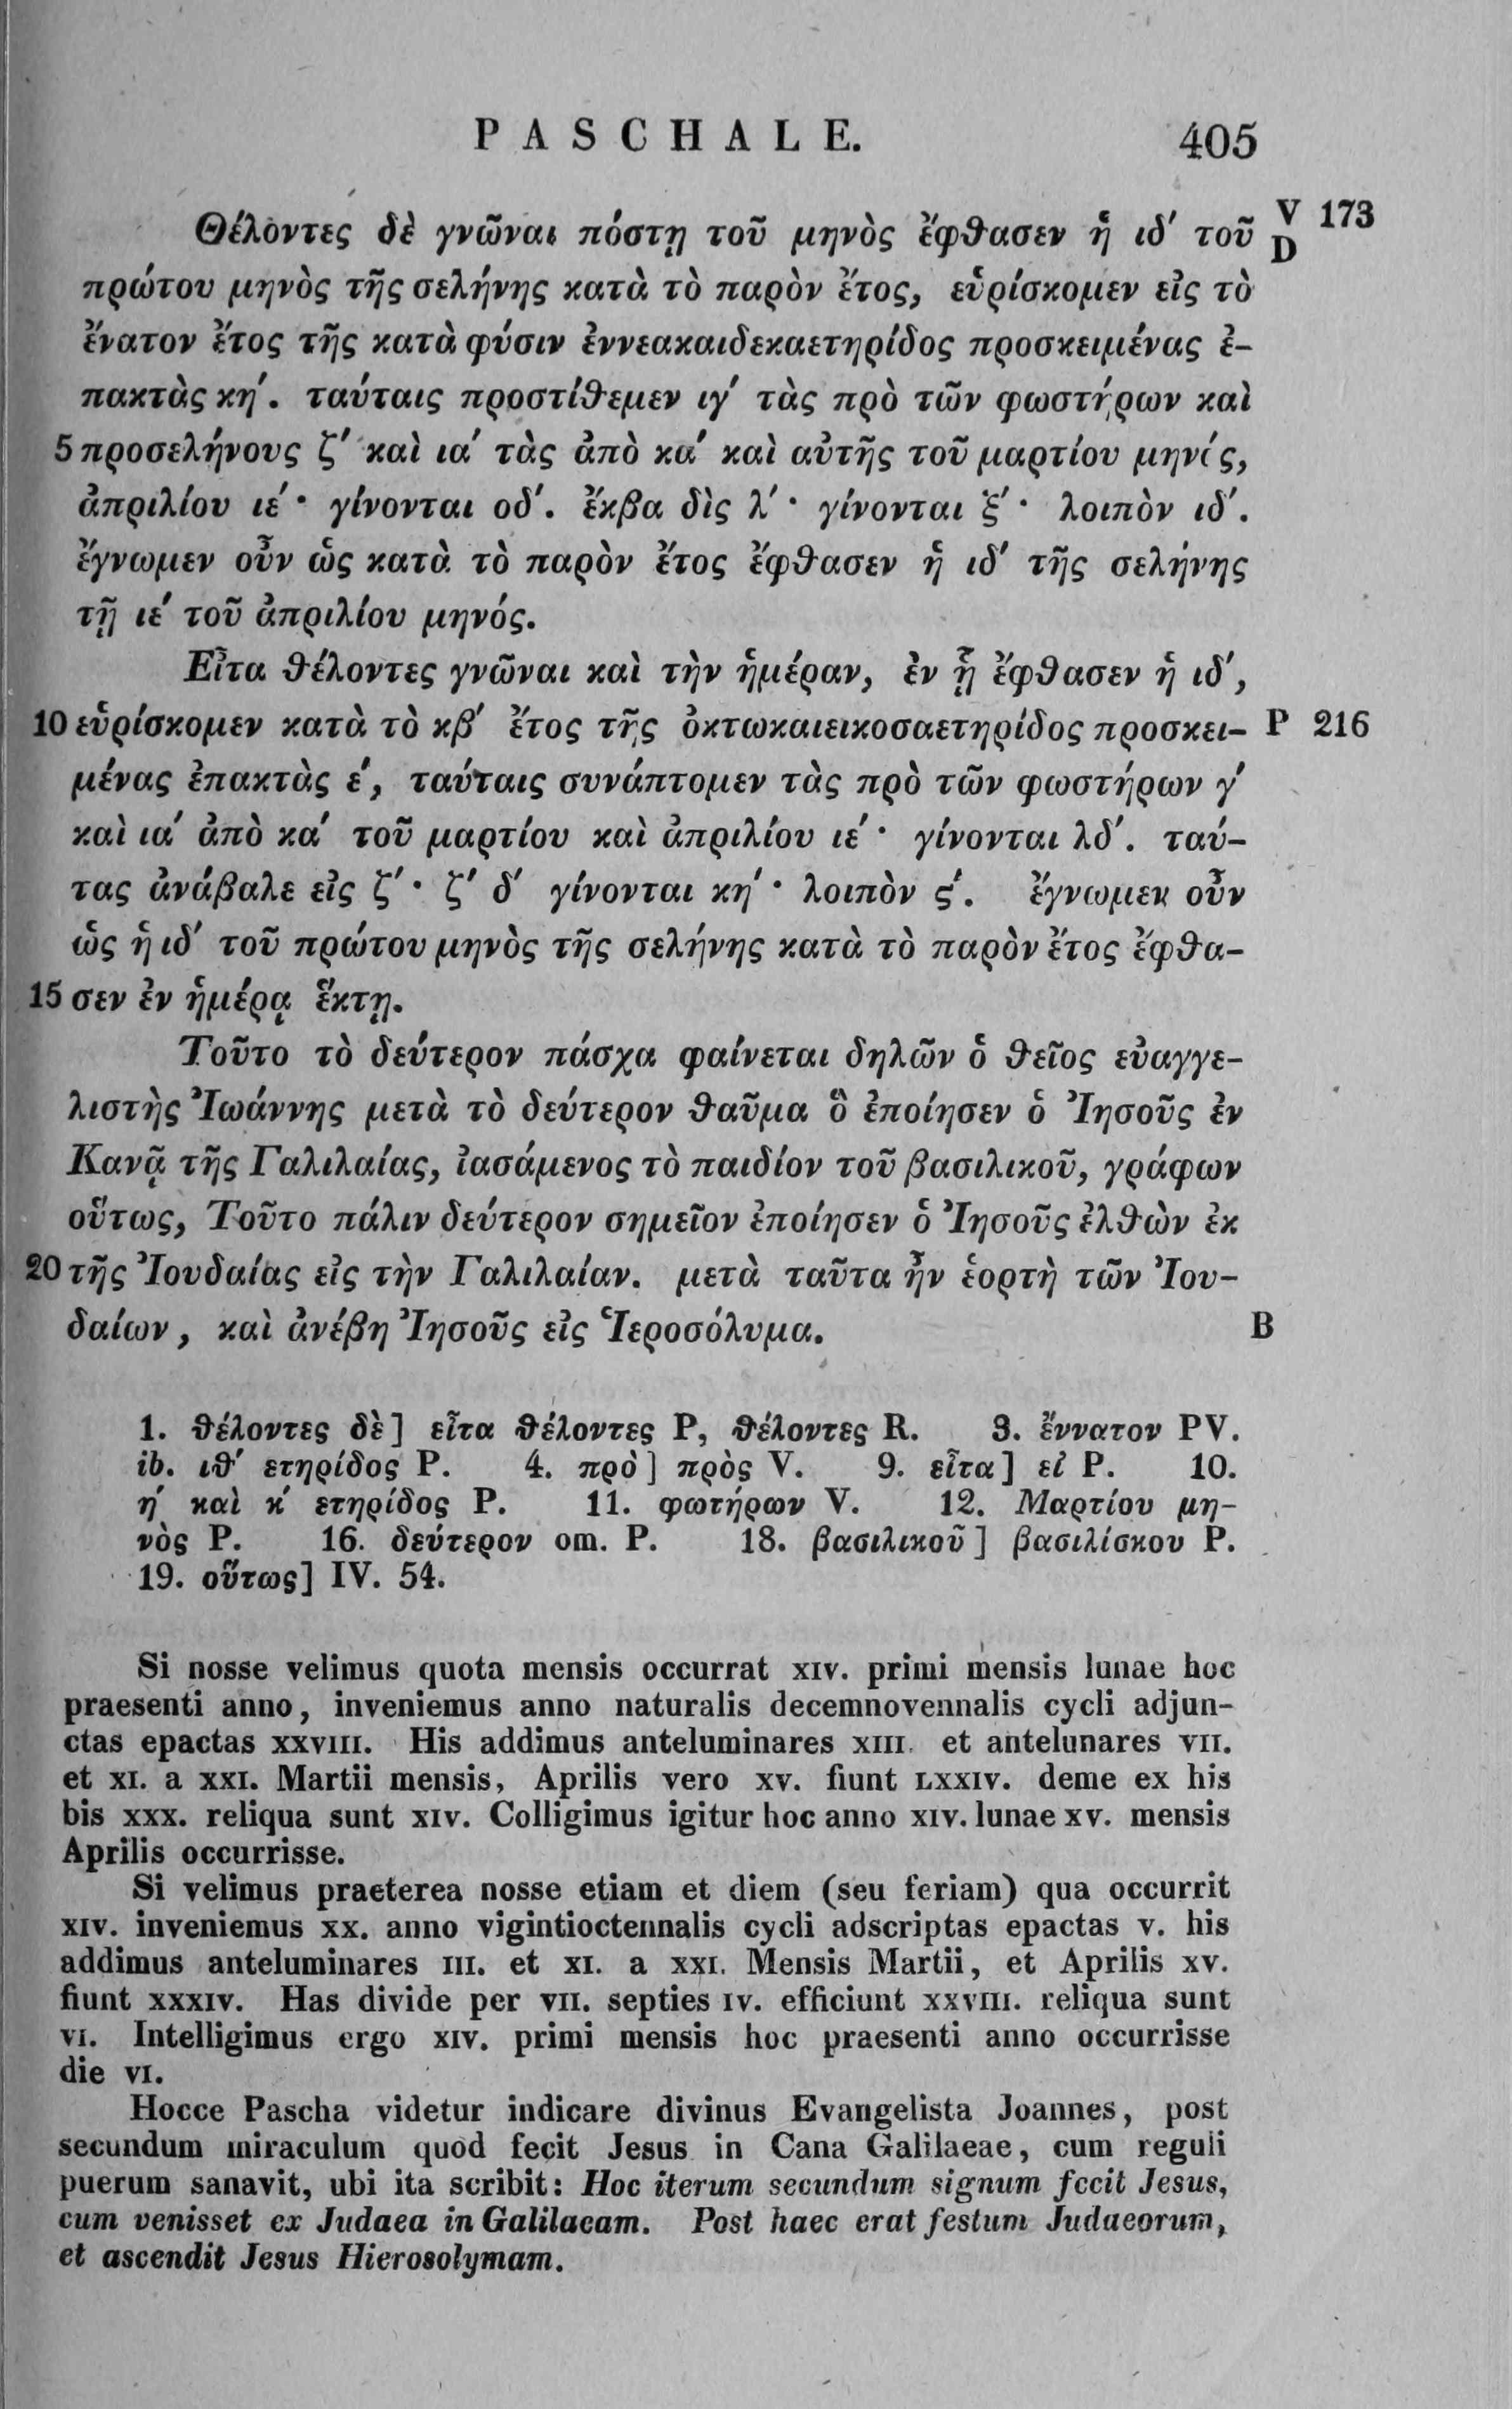 PASCHALE. 405
Θέλοντες δὲ γνῶναι πόστῃ τοῦ μηνὸς ἔφθασεν ἡ ιδ′ τοῦ V 173
D
πρώτου μηνὸς τῆς σελήνης κατὰ τὸ παρὸν ἔτος, εὑρίσκομεν εἰς τὸ
ἔνατον ἔτος τῆς κατὰ φύσιν ἐννεακαιδεκαετηρίδος προσκειμένας ἐ-
πακτὰς κη′. ταύταις προστίθεμεν ιγ′ τὰς πρὸ τῶν φωστήρων καὶ
5 προσελήνους ζ′ καὶ ια′ τὰς ἀπὸ κα′ καὶ αὐτῆς τοῦ μαρτίου μηνός,
ἀπριλίου ιέ· γίνονται οδ′. ἔκβα δὶς λ′· γίνονται ξ′· λοιπὸν ιδ′.
ἔγνωμεν οὖν ὡς κατὰ τὸ παρὸν ἔτος ἔφθασεν ἡ ιδ′ τῆς σελήνης
τῇ ιε′ τοῦ ἀπριλίου μηνός.
Εἶτα θέλοντες γνῶναι καὶ τὴν ἡμέραν, ἐν ᾗ ἔφθασεν ἡ ιδ′,
10 εὑρίσκομεν κατὰ τὸ κβ′ ἔτος τῆς ὀκτωκαιεικοσαετηρίδος προσκει- P 216
μένας ἐπακτὰς ε′, ταύταις συνάπτομεν τὰς πρὸ τῶν φωστήρων γ′
καὶ ια′ ἀπὸ κα′ τοῦ μαρτίου καὶ ἀπριλίου ιε′· γίνονται λδ′. ταύ-
τας ἀνάβαλε εἰς ζ′· ζ′ δ′ γίνονται κη′· λοιπὸν ϛ′. ἔγνωμεν οὖν
ὡς ἡ ιδ′ τοῦ πρώτου μηνὸς τῆς σελήνης κατὰ τὸ παρὸν ἔτος ἔφθα-
15 σεν ἐν ἡμέρᾳ ἕκτῃ.
Τοῦτο τὸ δεύτερον πάσχα φαίνεται δηλῶν ὁ θεῖος εὐαγγε-
λιστὴς Ἰωάννης μετὰ τὸ δεύτερον θαῦμα ὃ ἐποίησεν ὁ Ἰησοῦς ἐν
Κανᾷ τῆς Γαλιλαίας, ἰασάμενος τὸ παιδίον τοῦ βασιλικοῦ, γράφων
οὕτως, Τοῦτο πάλιν δεύτερον σημεῖον ἐποίησεν ὁ Ἰησοῦς ἐλθὼν ἐκ
20 τῆς Ἰουδαίας εἰς τὴν Γαλιλαίαν. μετὰ ταῦτα ἦν ἑορτὴ τῶν Ἰου-
δαίων, καὶ ἀνέβη Ἰησοῦς εἰς Ἱεροσόλυμα. B
1. θέλοντες δὲ] εἶτα θέλοντες P, θέλοντες R. 3. ἔννατον PV.
ib. ιθ′ ετηρίδος P. 4. πρὸ] πρὸς V. 9. εἶτα] εἰ P. 10.
η′ καὶ κ′ ετηρίδος P. 11. φωτήρων V. 12. Μαρτίου μη-
νὸς P. 16. δεύτερον om. P. 18. βασιλικοῦ] βασιλίσκου P.
19. οὕτως] IV. 54.
Si nosse velimus quota mensis occurrat XIV. primi mensis lunae hoc
praesenti anno, inveniemus anno naturalis decemnovennalis cycli adjun-
ctas epactas XXVIII. His addimus anteluminares XIII. et antelunares VII.
et XI. a XXI. Martii mensis, Aprilis vero XV. fiunt LXXIV. deme ex his
bis XXX. reliqua sunt XIV. Colligimus igitur hoc anno XIV. lunae XV. mensis
Aprilis occurrisse.
Si velimus praeterea nosse etiam et diem (seu feriam) qua occurrit
XIV. inveniemus XX. anno vigintioctennalis cycli adscriptas epactas V. his
addimus anteluminares III. et XI. a XXI. Mensis Martii, et Aprilis XV.
fiunt XXXIV. Has divide per VII. septies IV. efficiunt XXVIII. reliqua sunt
VI. Intelligimus ergo XIV. primi mensis hoc praesenti anno occurrisse
die VI.
Hocce Pascha videtur indicare divinus Evangelista Joannes, post
secundum miraculum quod fecit Jesus in Cana Galilaeae, cum reguli
puerum sanavit, ubi ita scribit: Hoc iterum secundum signum fecit Jesus,
cum venisset ex Judaea in Galilaeam. Post haec erat festum Judaeorum,
et ascendit Jesus Hierosolymam.